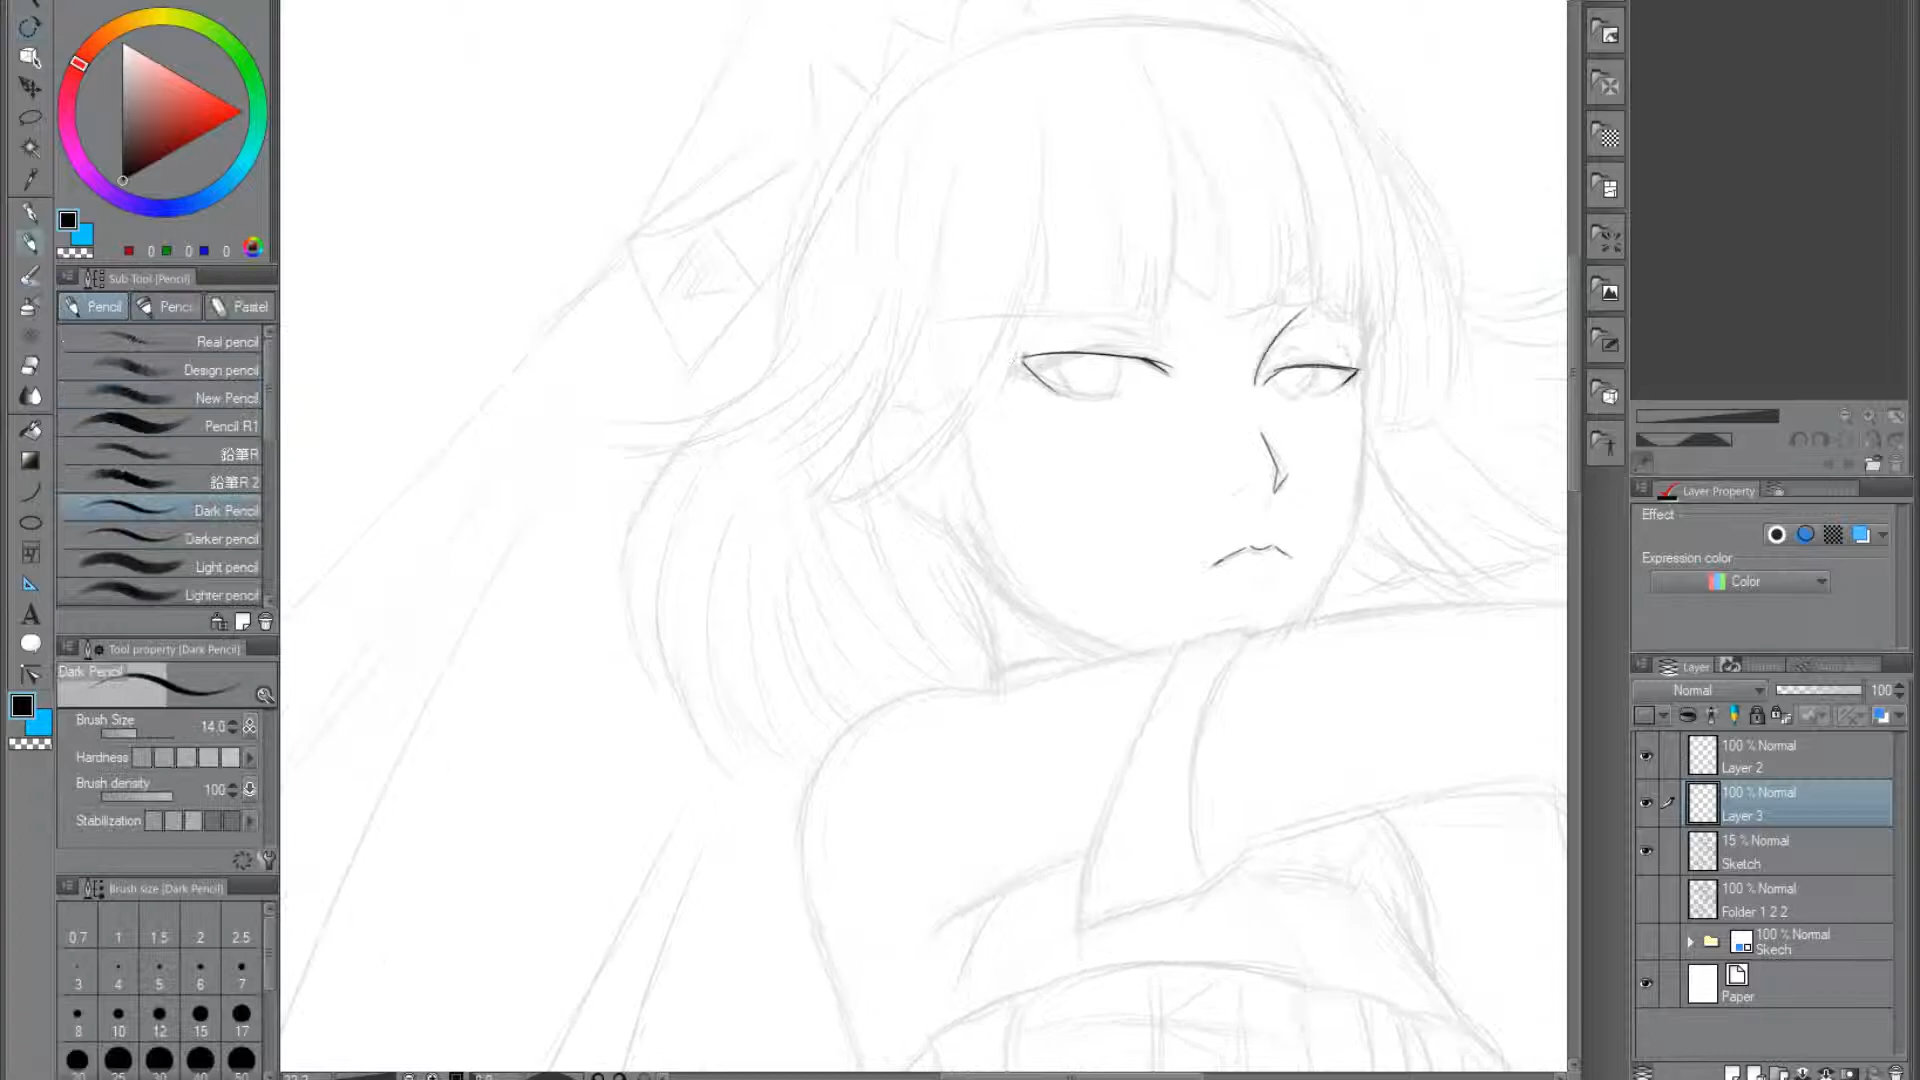 0 0 0
Sub Tool [Pencil]
Pencil Penc Pastel
Real pencil
Design pencil
New Pencil
Pencil R1
鉛筆R
鉛筆R 2
Dark Pencil
Darker pencil
Light pencil
Lighter pencil
Tool property [Dark Pencil]
Dark Pencil
Brush Size 14.0
Hardness
Brush density 100
Stabilization
Brush size [Dark Pencil]
0.7 1 1.5 2 2.5
3 4 5 6 7
8 10 12 15 17
Layer Property
Effect
Expression color
Color
Layer
Normal 100
100 % Normal
Layer 2
100 % Normal
Layer 3
15 % Normal
Sketch
100 % Normal
Folder 1 2 2
100 % Normal
Skech
Paper